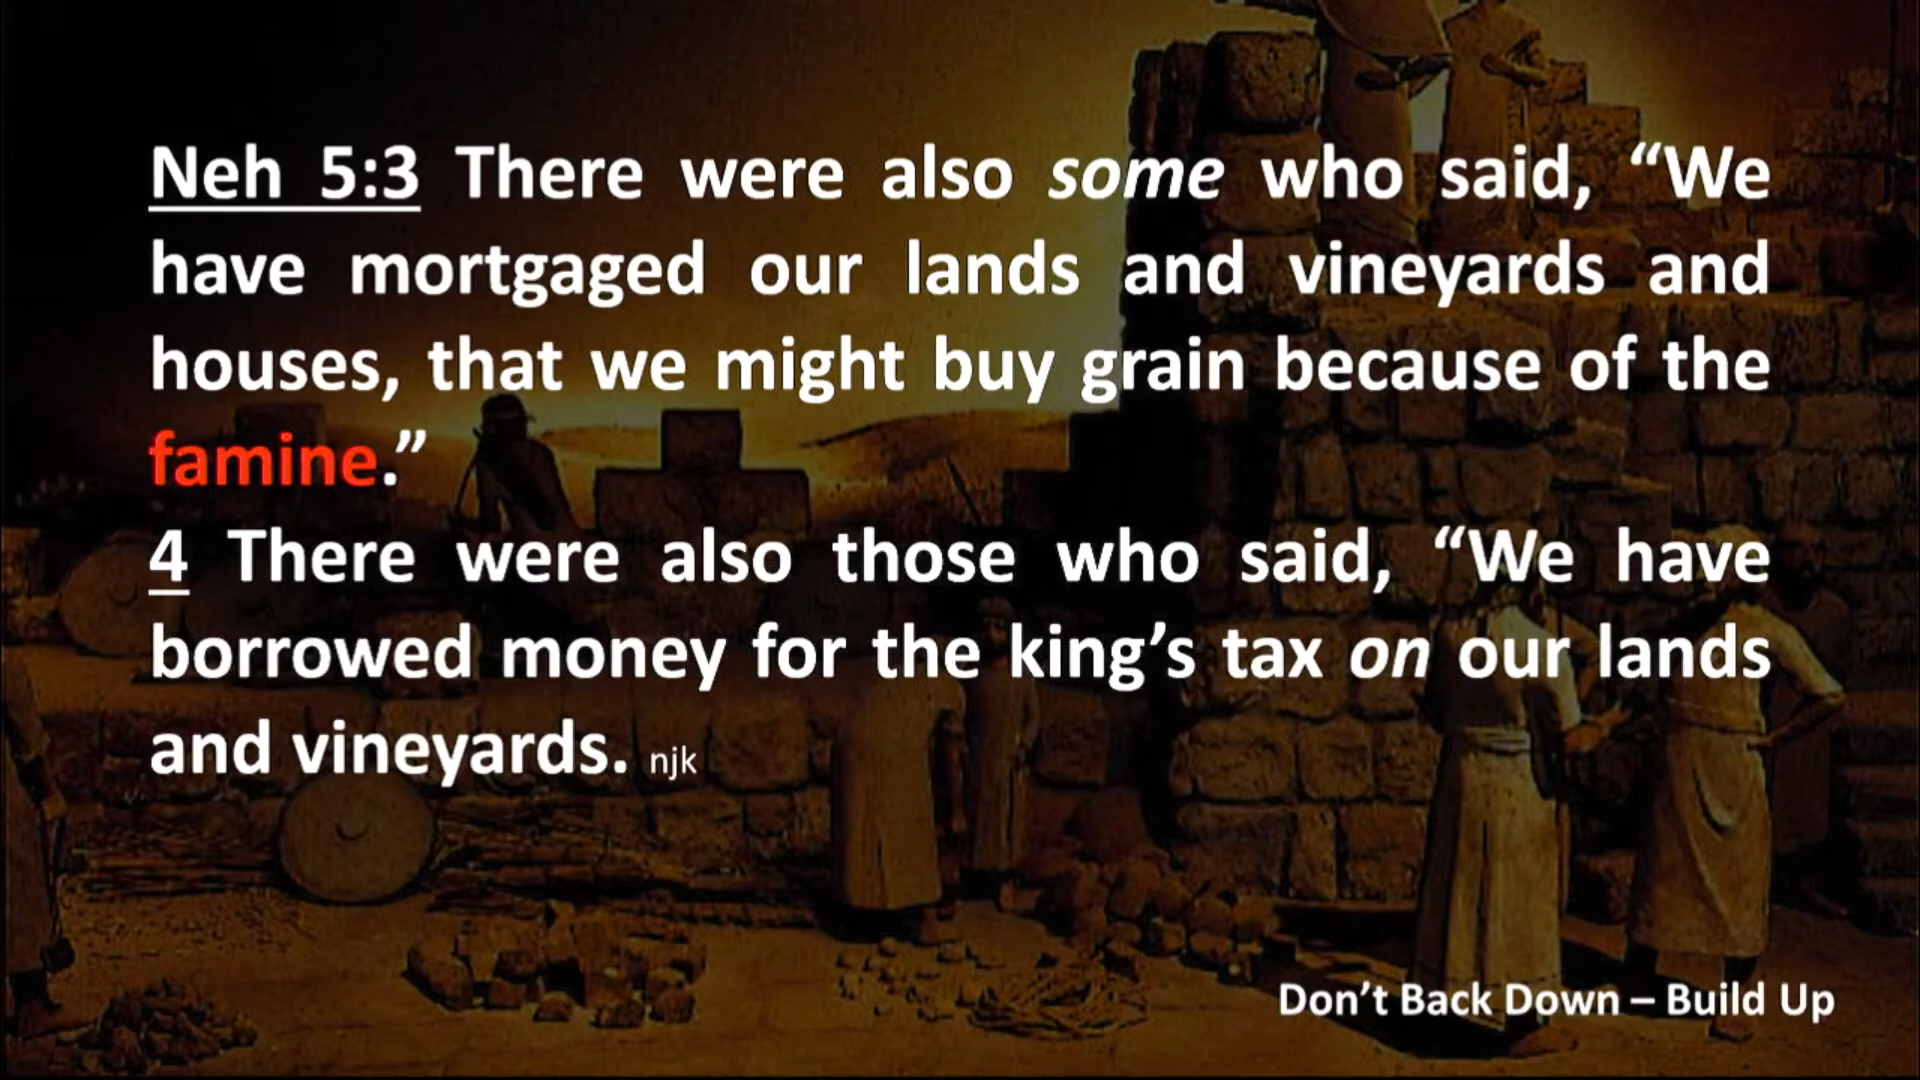 Neh 5:3 There were also some who said, “We
have mortgaged our lands and vineyards and
houses, that we might buy grain because of the
famine.”
4 There were also those who said, “We have
borrowed money for the king’s tax on our lands
and vineyards. njk
Don’t Back Down – Build Up